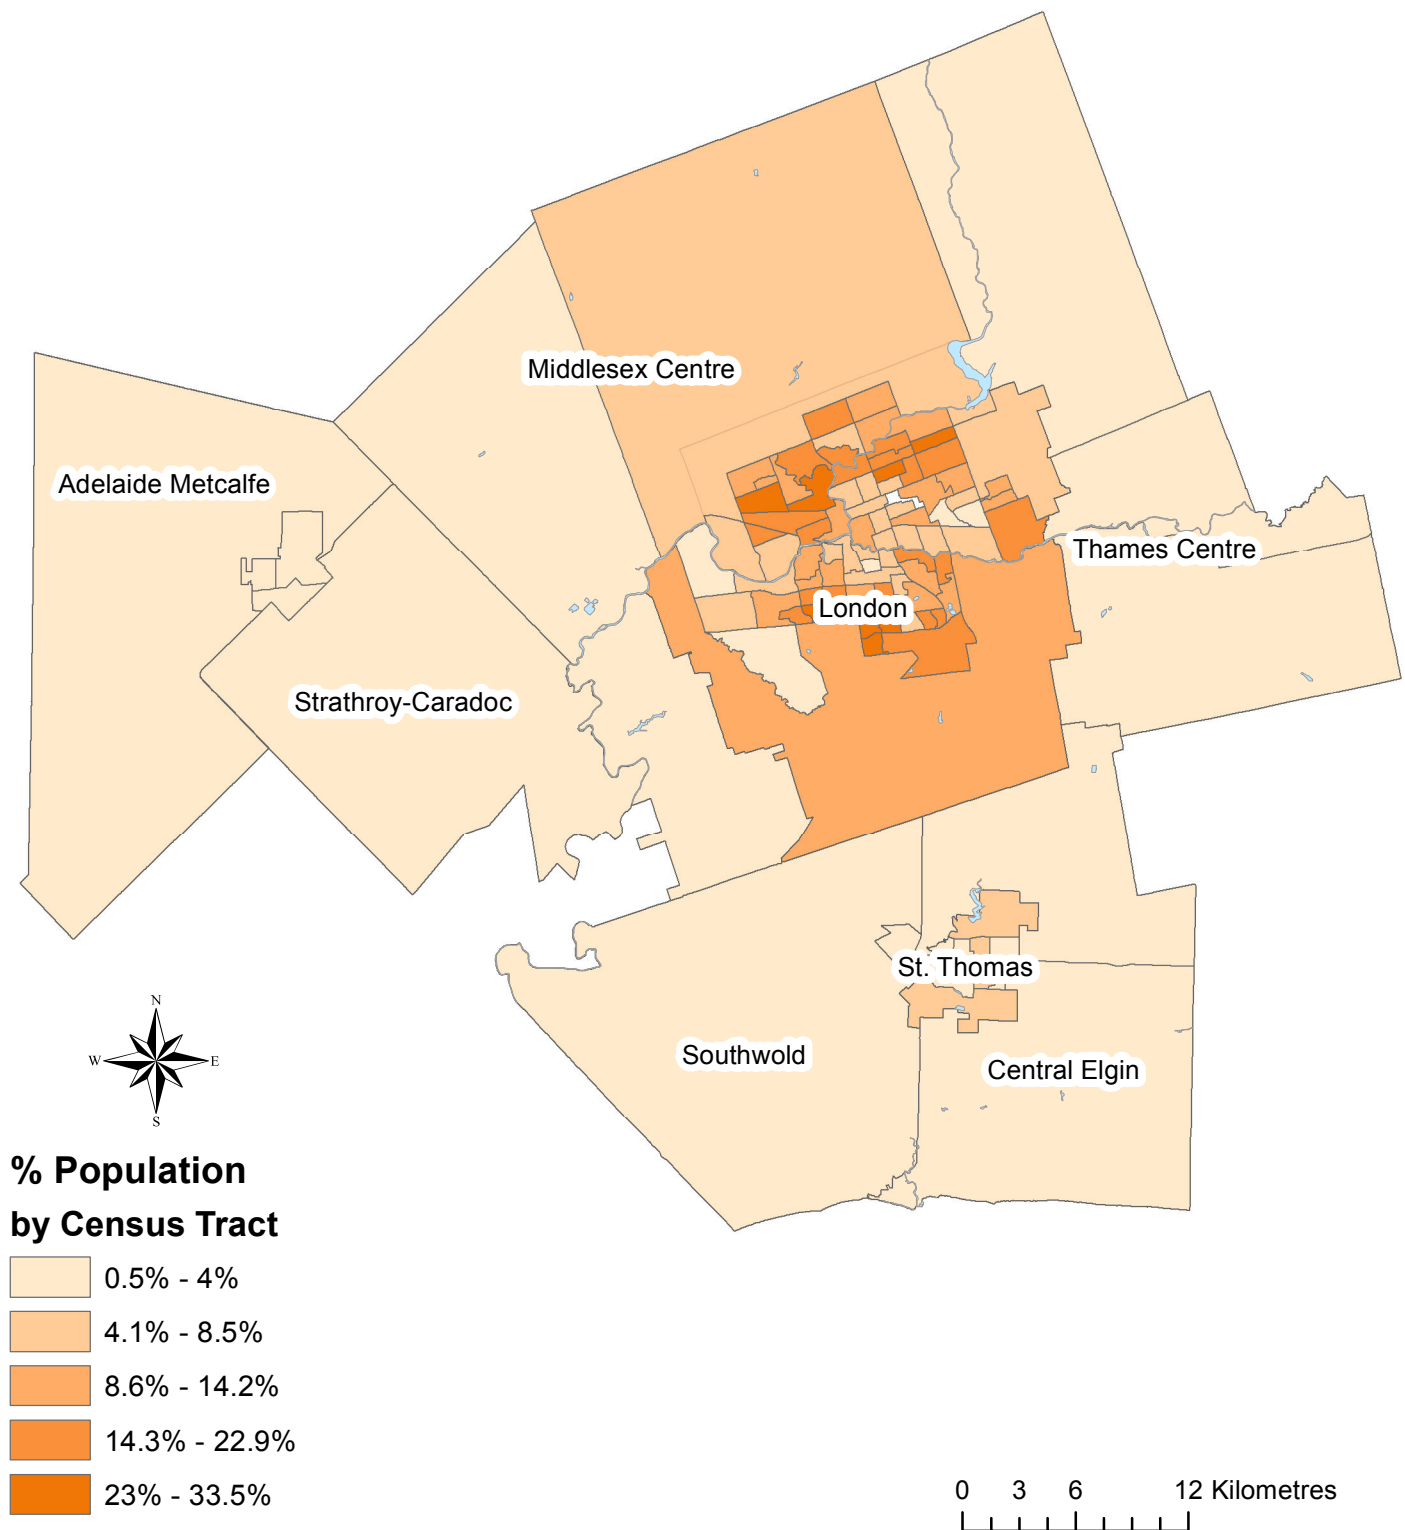 Middlesex Centre
Adelaide Metcalfe
Thames Centre
London
Strathroy-Caradoc
St. Thomas
Southwold
Central Elgin
N
W
E
S
% Population
by Census Tract
0.5% - 4%
4.1% - 8.5%
8.6% - 14.2%
14.3% - 22.9%
23% - 33.5%
0 3 6 12 Kilometres